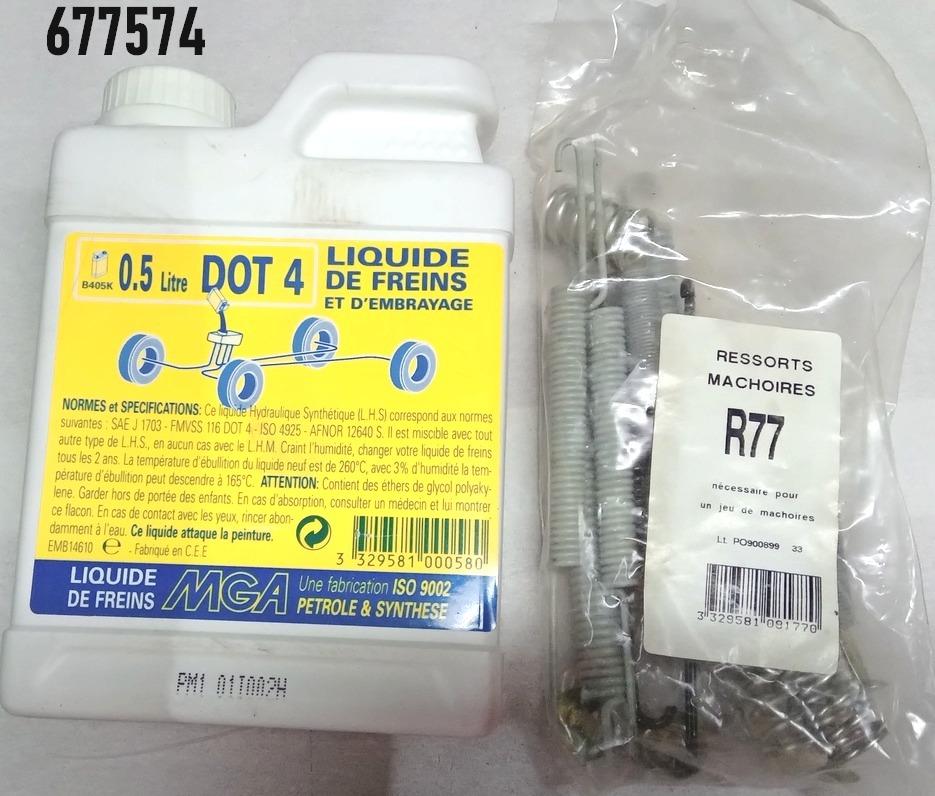 677574
B405K 0.5 Litre DOT 4
LIQUIDE
DE FREINS
ET D'EMBRAYAGE
NORMES et SPECIFICATIONS: Ce liquide Hydraulique Synthétique (L.H.S) correspond aux normes
suivantes : SAE J 1703 - FMVSS 116 DOT 4 - ISO 4925 - AFNOR 12640 S. Il est miscible avec tout
autre type de L.H.S., en aucun cas avec le L.H.M. Craint l'humidité, changer votre liquide de freins
tous les 2 ans. La température d'ébullition du liquide neuf est de 260°C, avec 3% d'humidité la tem-
pérature d'ébullition peut descendre à 165°C. ATTENTION: Contient des éthers de glycol polyaky-
lene. Garder hors de portée des enfants. En cas d'absorption, consulter un médecin et lui montrer
ce flacon. En cas de contact avec les yeux, rincer abon-
damment à l'eau. Ce liquide attaque la peinture.
EMB14610 e - Fabriqué en C.E.E
3 329581 000580
LIQUIDE
DE FREINS
MGA
Une fabrication ISO 9002
PETROLE & SYNTHESE
PM1 01T002H
RESSORTS
MACHOIRES
R77
nécessaire pour
un jeu de machoires
Lt PO900899 33
3 329581 091770